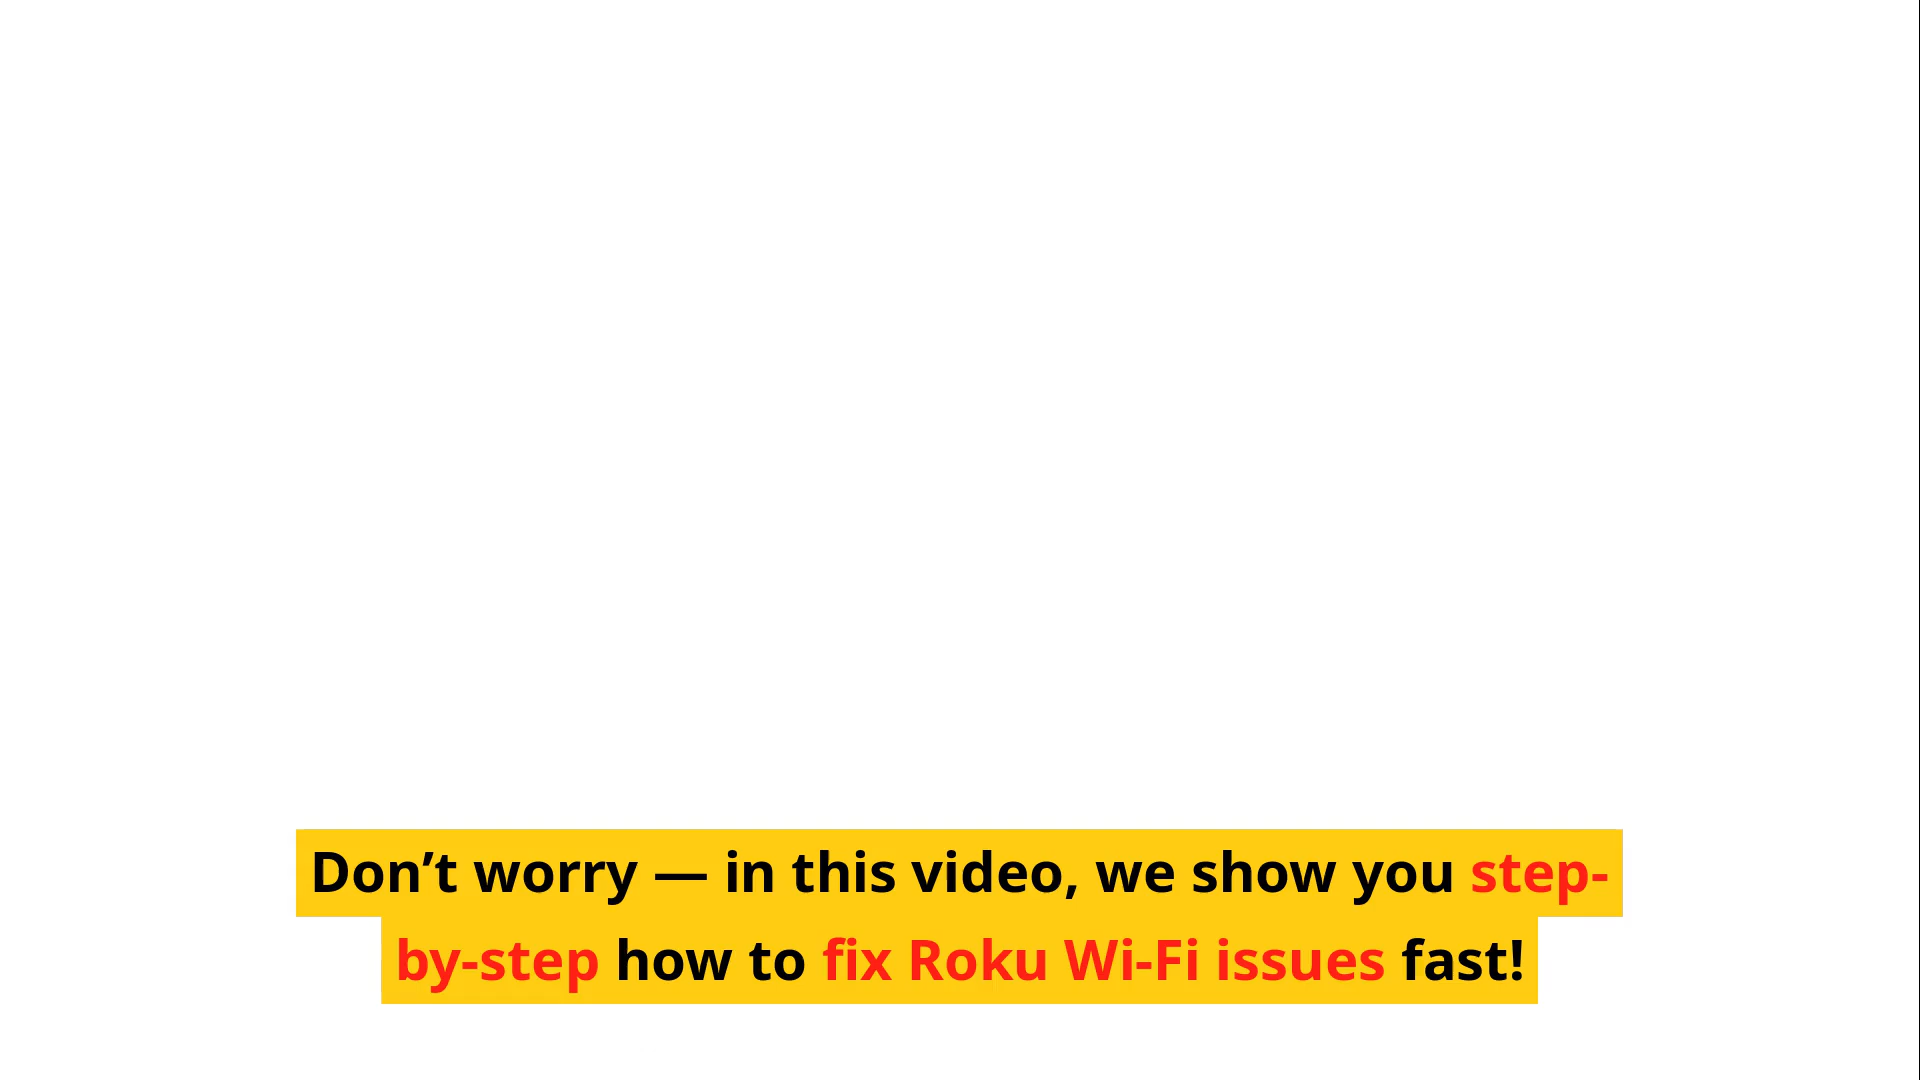 Don’t worry — in this video, we show you step-
by-step how to fix Roku Wi-Fi issues fast!